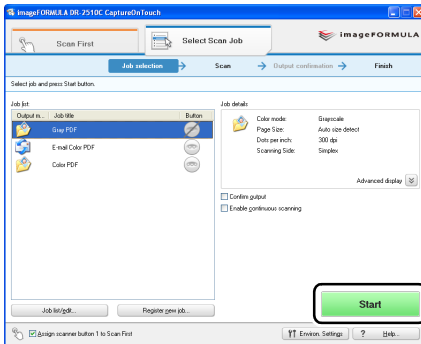 imageFORMULA DR-2510C CaptureOnTouch
Scan First
Select Scan Job
imageFORMULA
Job selection
Scan
Output confirmation
Finish
Select job and press Start button.
Job list
Job details
Output m... Job title Button
Gray PDF
E-mail Color PDF
Color PDF
Color mode: Grayscale
Page Size: Auto size detect
Dots per inch: 300 dpi
Scanning Side: Simplex
Advanced display
Confirm output
Enable continuous scanning
Start
Job list/edit...
Register new job...
Assign scanner button 1 to Scan First
Environ. Settings
? Help...